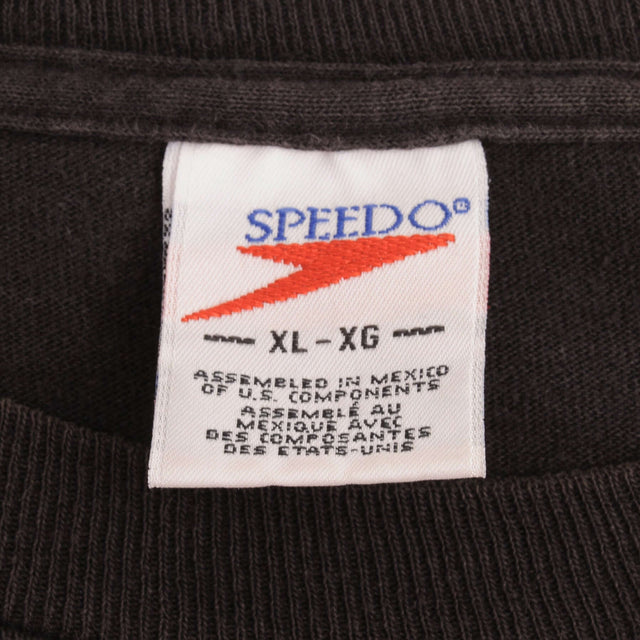 SPEEDO®
XL - XG
ASSEMBLED IN MEXICO
OF U.S. COMPONENTS
ASSEMBLÉ AU
MEXIQUE AVEC
DES COMPOSANTES
DES ETATS-UNIS